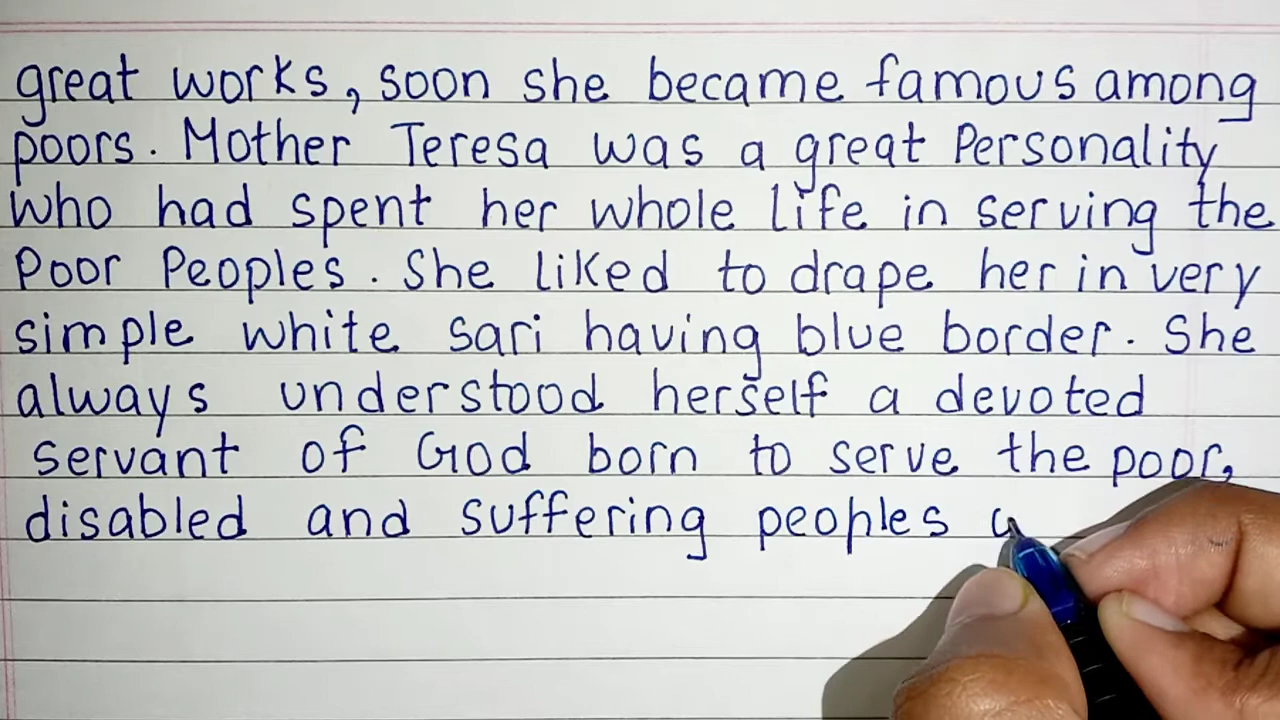 great works, soon she became famous among
poors. Mother Teresa was a great Personality
who had spent her whole life in serving the
Poor Peoples. She liked to drape her in very
simple white sari having blue border. She
always understood herself a devoted
servant of God born to serve the poor,
disabled and suffering peoples